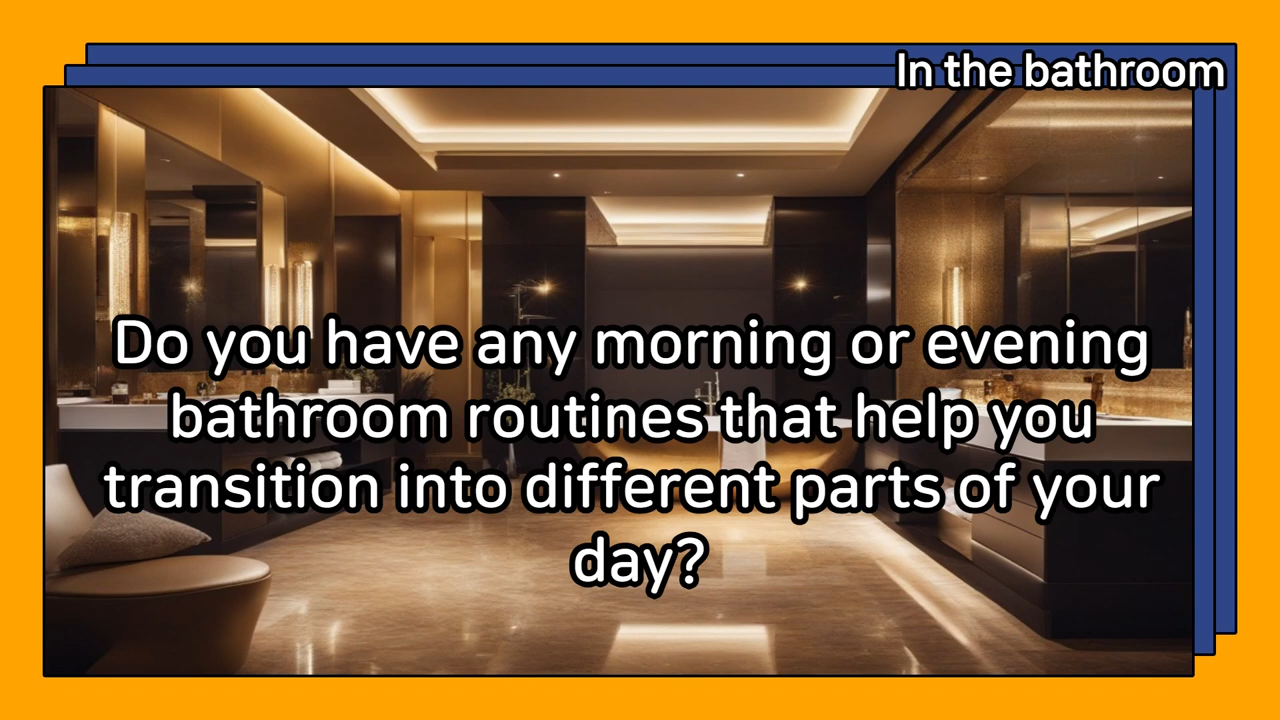 In the bathroom
Do you have any morning or evening
bathroom routines that help you
transition into different parts of your
day?